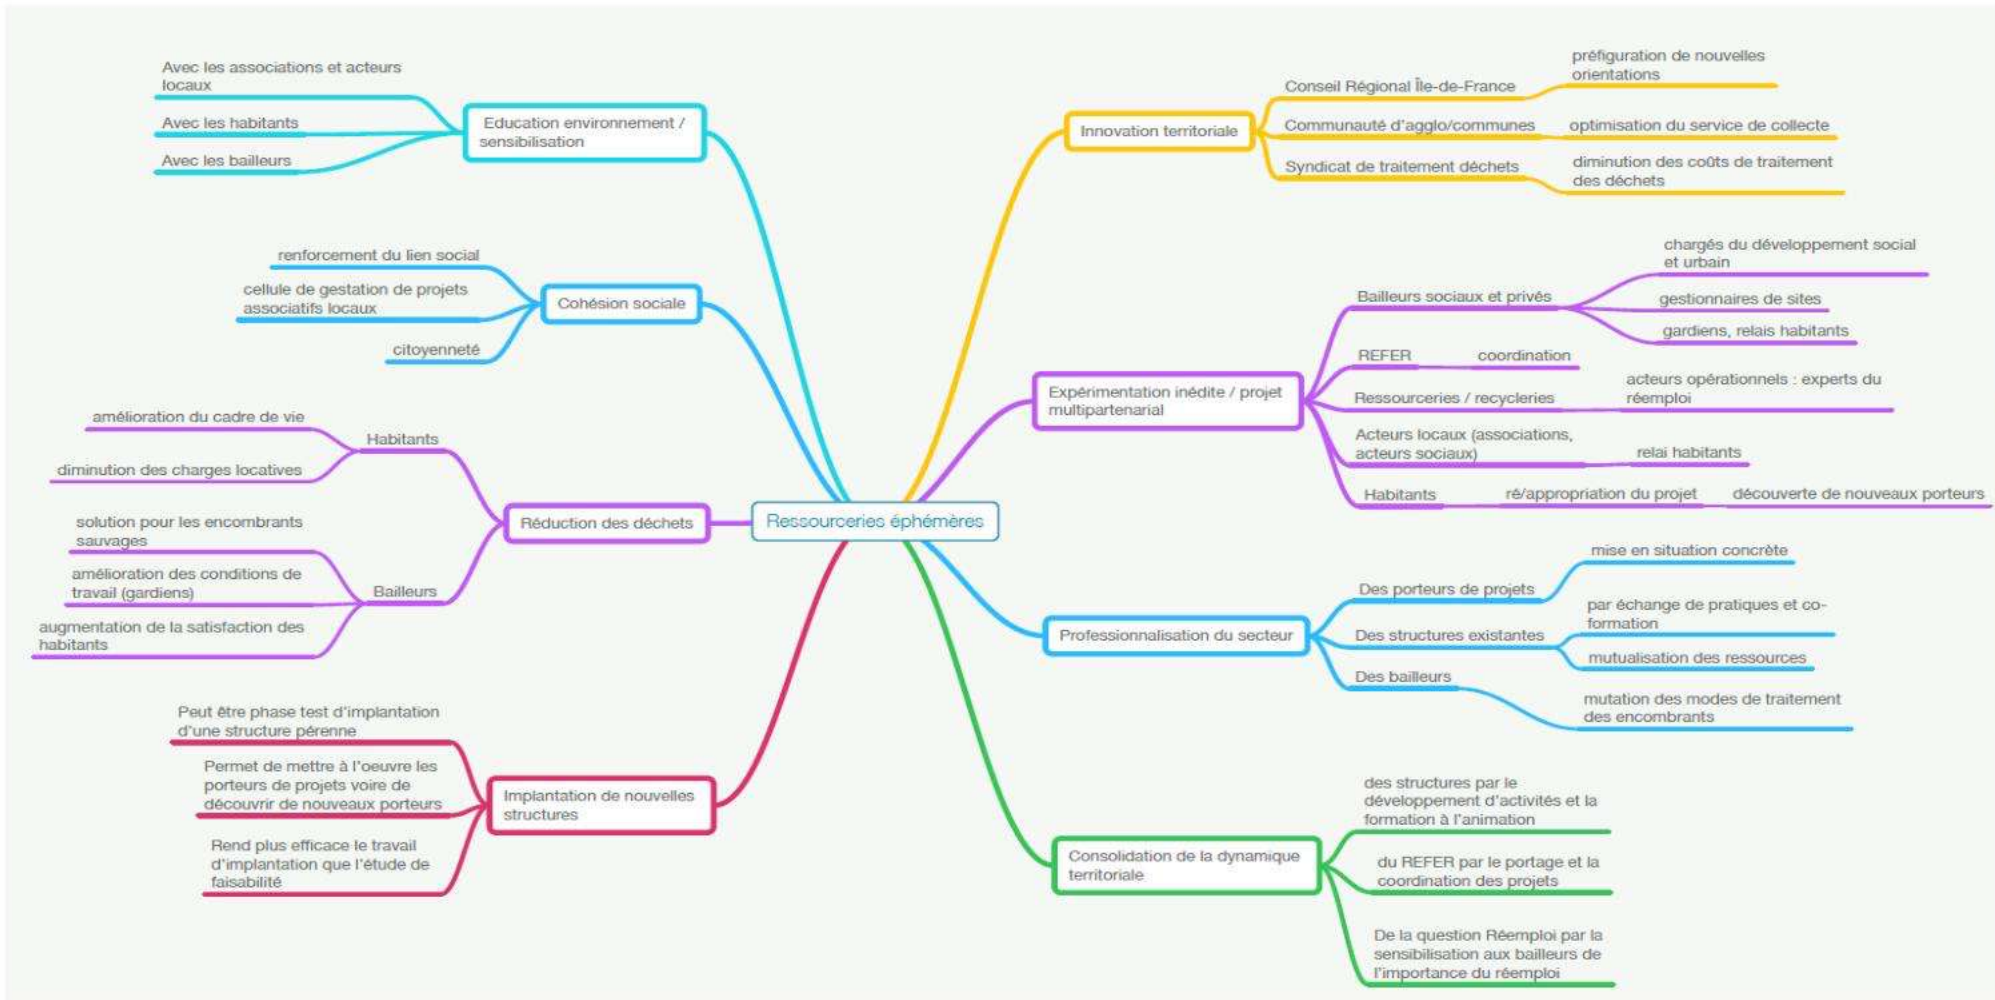 Ressourceries éphémères
Education environnement /
sensibilisation
Avec les associations et acteurs
locaux
Avec les habitants
Avec les bailleurs
Cohésion sociale
renforcement du lien social
cellule de gestation de projets
associatifs locaux
citoyenneté
Réduction des déchets
Habitants
amélioration du cadre de vie
diminution des charges locatives
Bailleurs
solution pour les encombrants
sauvages
amélioration des conditions de
travail (gardiens)
augmentation de la satisfaction des
habitants
Implantation de nouvelles
structures
Peut être phase test d'implantation
d'une structure pérenne
Permet de mettre à l'oeuvre les
porteurs de projets voire de
découvrir de nouveaux porteurs
Rend plus efficace le travail
d'implantation que l'étude de
faisabilité
Innovation territoriale
Conseil Régional Île-de-France
préfiguration de nouvelles
orientations
Communauté d'agglo/communes
optimisation du service de collecte
Syndicat de traitement déchets
diminution des coûts de traitement
des déchets
Expérimentation inédite / projet
multipartenarial
Bailleurs sociaux et privés
chargés du développement social
et urbain
gestionnaires de sites
gardiens, relais habitants
REFER
coordination
Ressourceries / recycleries
acteurs opérationnels : experts du
réemploi
Acteurs locaux (associations,
acteurs sociaux)
relai habitants
Habitants
ré/appropriation du projet
découverte de nouveaux porteurs
Professionnalisation du secteur
Des porteurs de projets
mise en situation concrète
Des structures existantes
par échange de pratiques et co-
formation
mutualisation des ressources
Des bailleurs
mutation des modes de traitement
des encombrants
Consolidation de la dynamique
territoriale
des structures par le
développement d'activités et la
formation à l'animation
du REFER par le portage et la
coordination des projets
De la question Réemploi par la
sensibilisation aux bailleurs de
l'importance du réemploi